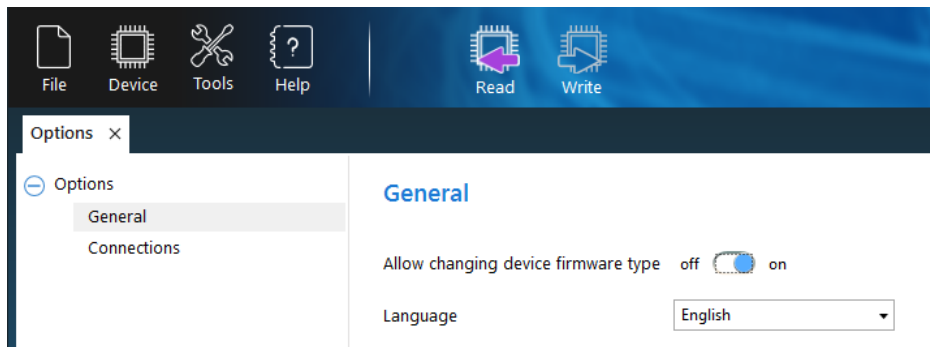 File Device Tools Help Read Write
Options
Options
General
Connections
General
Allow changing device firmware type off on
Language English